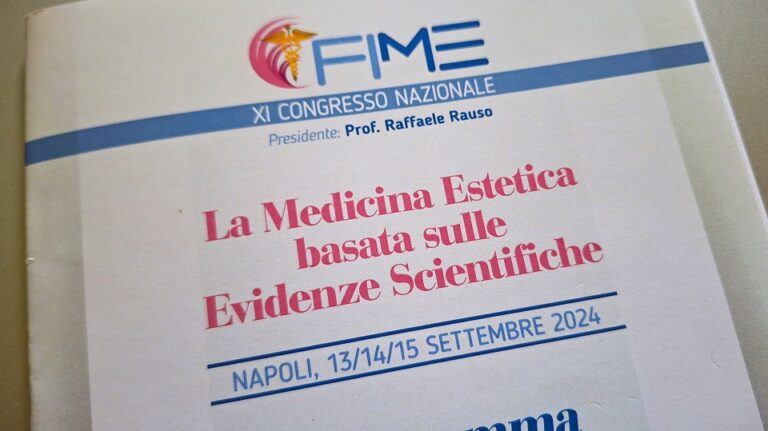 FIME
XI CONGRESSO NAZIONALE
Presidente: Prof. Raffaele Rauso
La Medicina Estetica
basata sulle
Evidenze Scientifiche
NAPOLI, 13/14/15 SETTEMBRE 2024